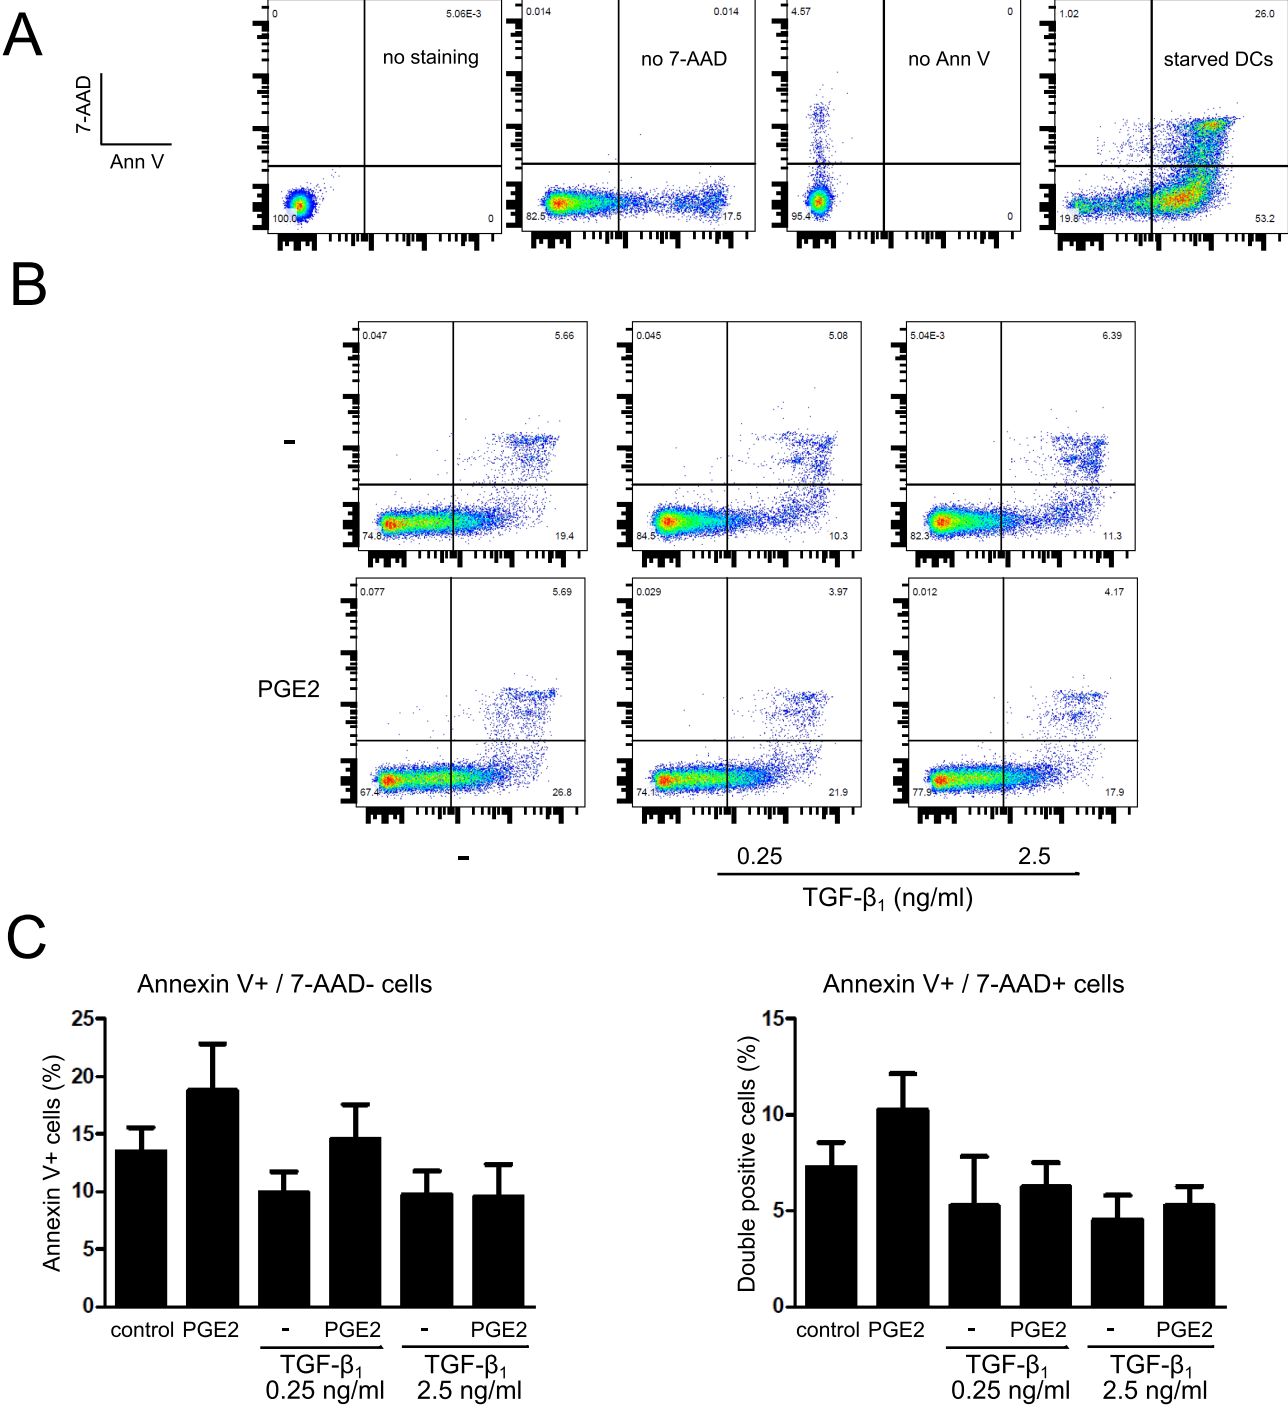 A
7-AAD
Ann V
0 5.06E-3
no staining
100.0 0
0.014 0.014
no 7-AAD
82.5 17.5
4.57 0
no Ann V
95.4 0
1.02 26.0
starved DCs
19.8 53.2
B
-
0.047 5.66
74.8 19.4
0.045 5.08
84.5 10.3
5.04E-3 6.39
82.3 11.3
PGE2
0.077 5.69
67.4 26.8
0.029 3.97
74.1 21.9
0.012 4.17
77.9 17.9
- 0.25 2.5
TGF-β₁ (ng/ml)
C
Annexin V+ / 7-AAD- cells
Annexin V+ cells (%)
25
20
15
10
5
0
control PGE2 - PGE2 - PGE2
TGF-β₁ TGF-β₁
0.25 ng/ml 2.5 ng/ml
Annexin V+ / 7-AAD+ cells
Double positive cells (%)
15
10
5
0
control PGE2 - PGE2 - PGE2
TGF-β₁ TGF-β₁
0.25 ng/ml 2.5 ng/ml